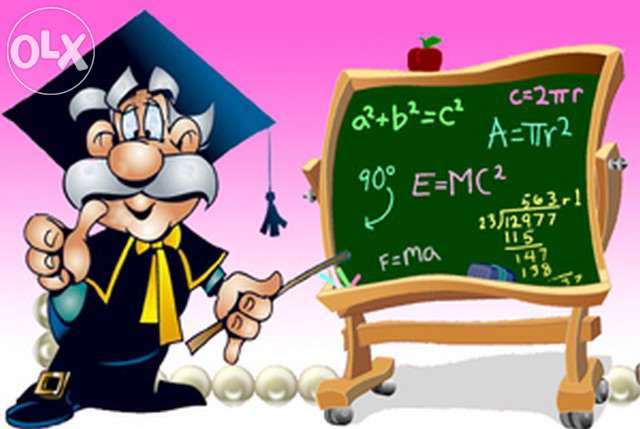 OLX
a²+b²=c²
C=2πr
A=πr²
90°
E=MC²
F=ma
563 r1
23)12977
115
147
138